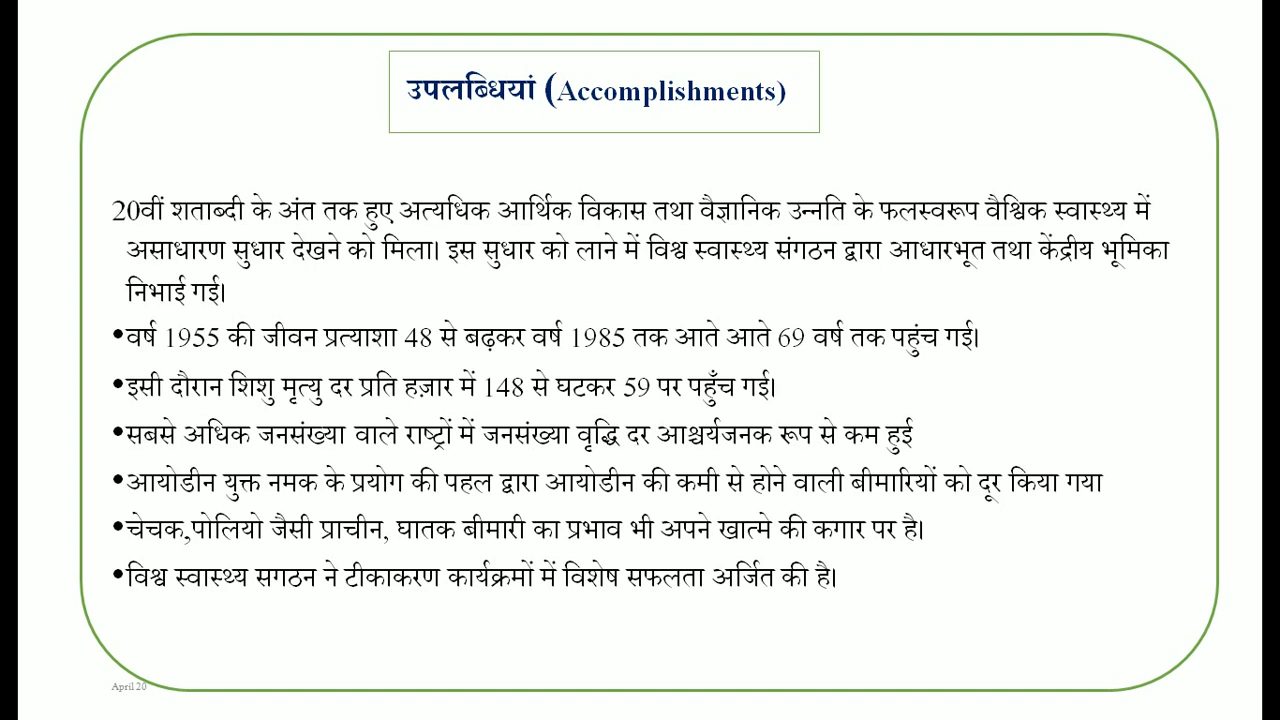 उपलब्धियां (Accomplishments)
20वीं शताब्दी के अंत तक हुए अत्यधिक आर्थिक विकास तथा वैज्ञानिक उन्नति के फलस्वरूप वैश्विक स्वास्थ्य में
असाधारण सुधार देखने को मिला। इस सुधार को लाने में विश्व स्वास्थ्य संगठन द्वारा आधारभूत तथा केंद्रीय भूमिका
निभाई गई।
•वर्ष 1955 की जीवन प्रत्याशा 48 से बढ़कर वर्ष 1985 तक आते आते 69 वर्ष तक पहुंच गई।
•इसी दौरान शिशु मृत्यु दर प्रति हज़ार में 148 से घटकर 59 पर पहुँच गई।
•सबसे अधिक जनसंख्या वाले राष्ट्रों में जनसंख्या वृद्धि दर आश्चर्यजनक रूप से कम हुई
•आयोडीन युक्त नमक के प्रयोग की पहल द्वारा आयोडीन की कमी से होने वाली बीमारियों को दूर किया गया
•चेचक,पोलियो जैसी प्राचीन, घातक बीमारी का प्रभाव भी अपने खात्मे की कगार पर है।
•विश्व स्वास्थ्य सगठन ने टीकाकरण कार्यक्रमों में विशेष सफलता अर्जित की है।
April 20